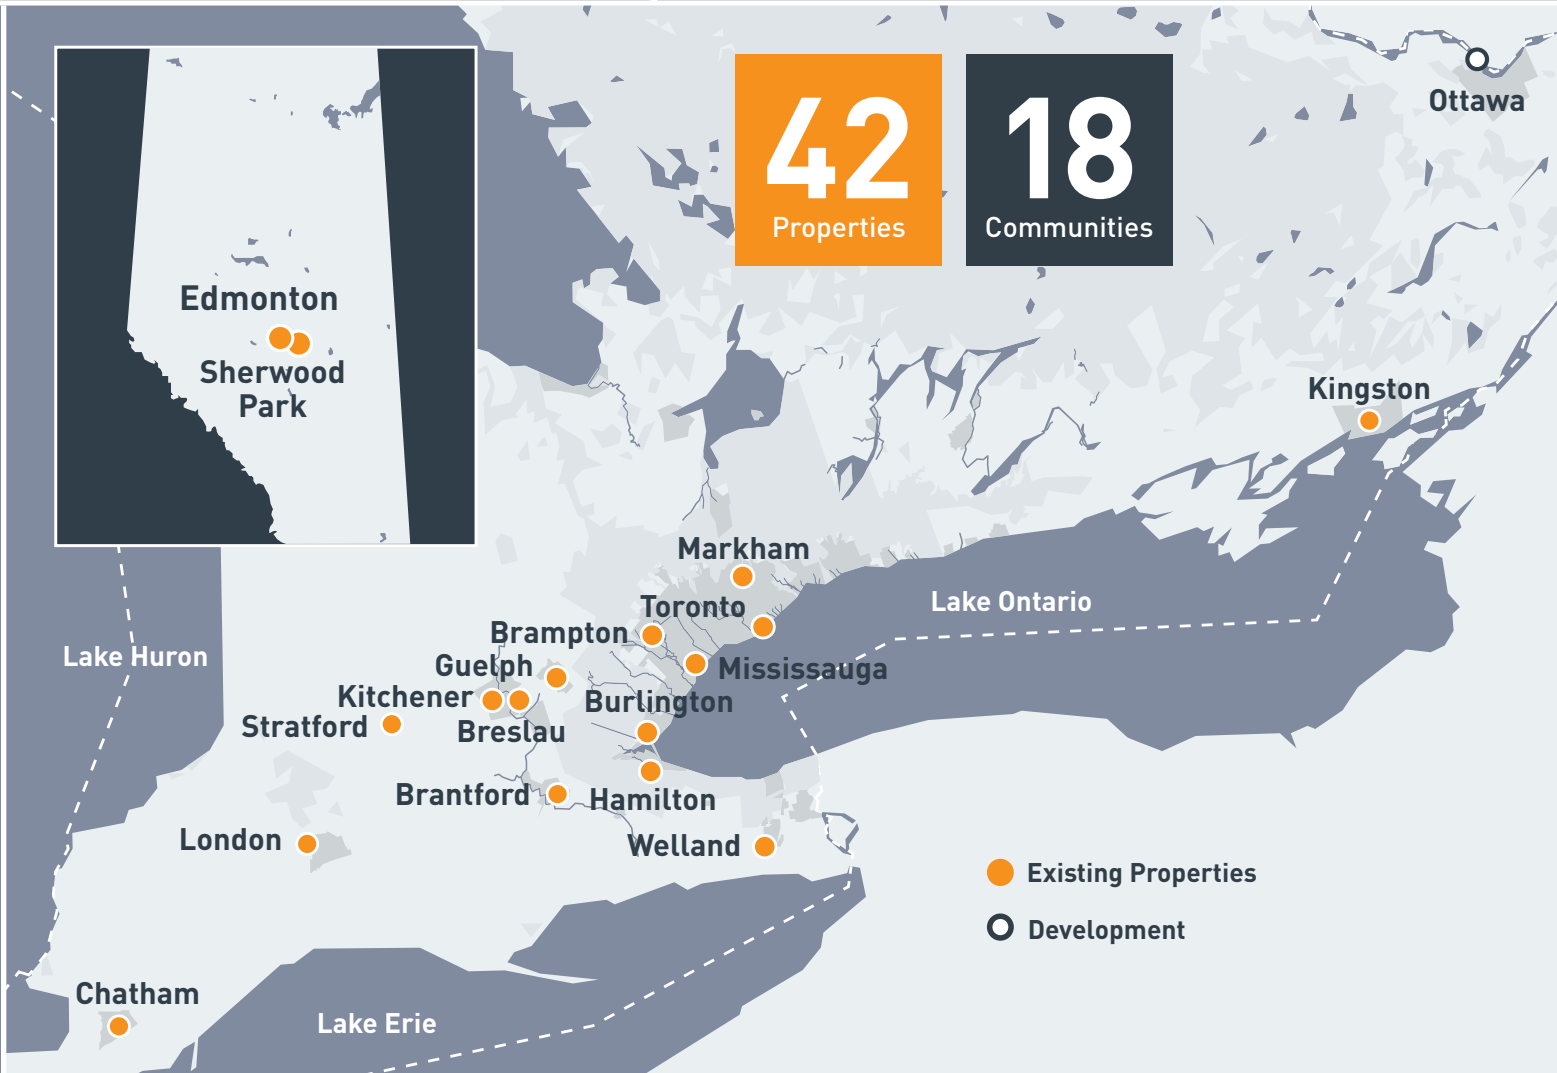 42
Properties
18
Communities
Ottawa
Edmonton
Sherwood
Park
Kingston
Markham
Toronto
Lake Ontario
Brampton
Lake Huron
Guelph
Mississauga
Kitchener
Burlington
Stratford
Breslau
Brantford
Hamilton
London
Welland
Existing Properties
Development
Chatham
Lake Erie